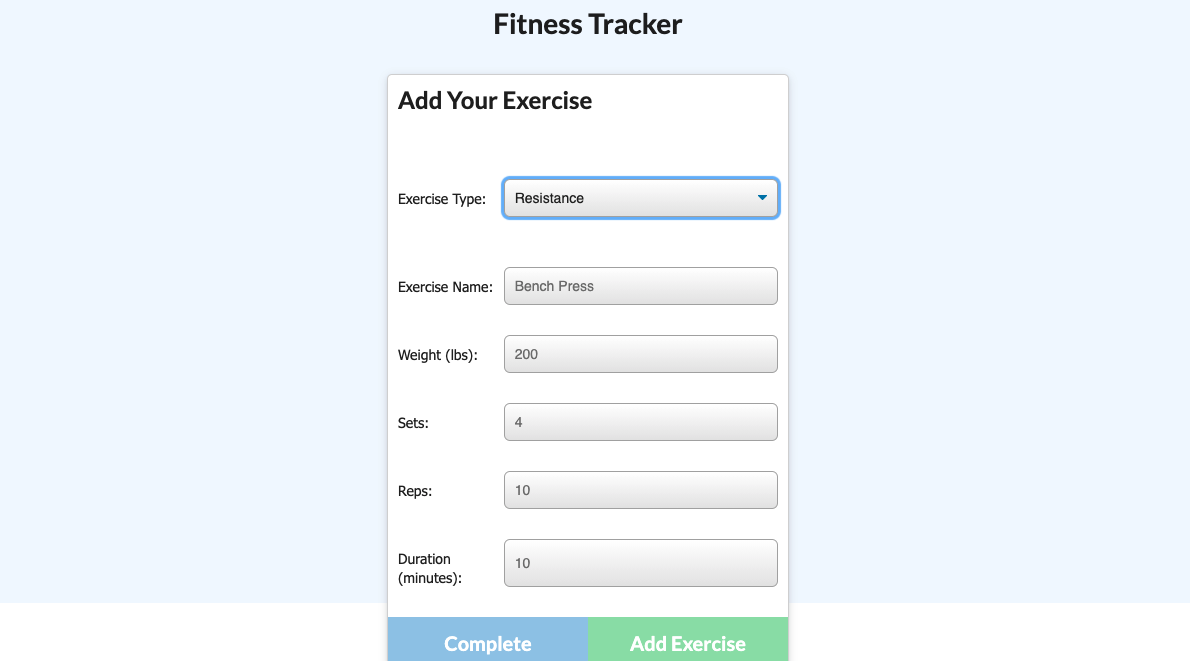 Fitness Tracker
Add Your Exercise
Exercise Type: Resistance
Exercise Name: Bench Press
Weight (lbs): 200
Sets: 4
Reps: 10
Duration
(minutes): 10
Complete Add Exercise